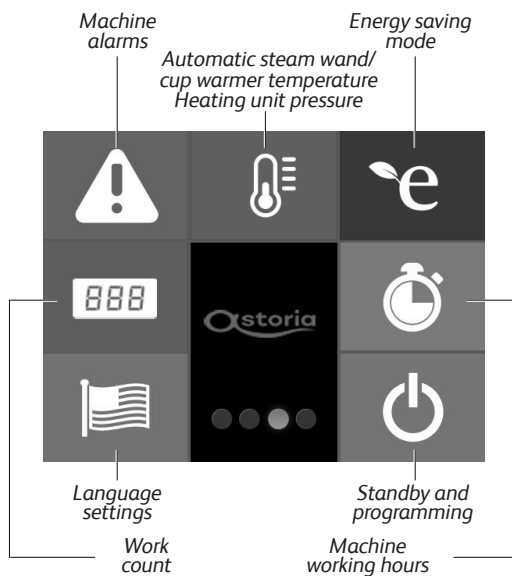 Machine
alarms
Automatic steam wand/
cup warmer temperature
Heating unit pressure
Energy saving
mode
e
888
astoria
Language
settings
Work
count
Standby and
programming
Machine
working hours